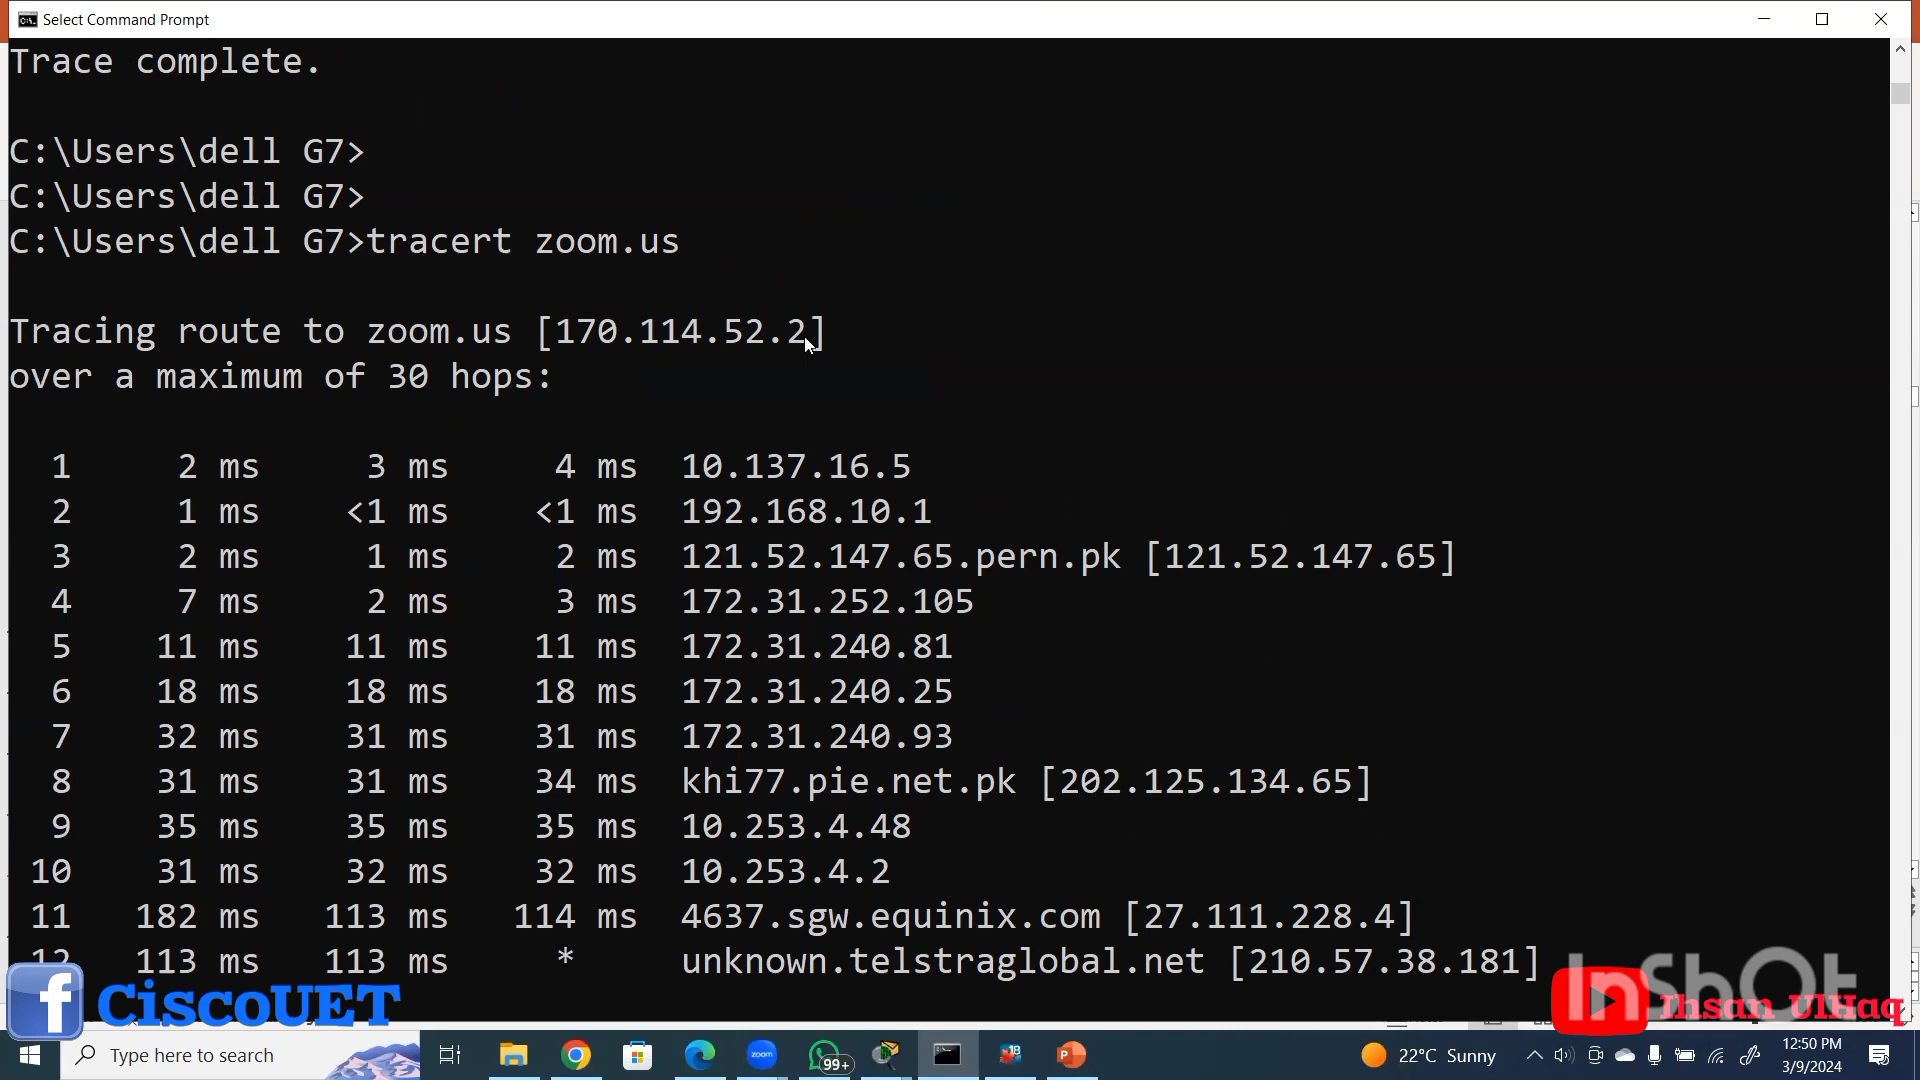 Select Command Prompt
Trace complete.
C:\Users\dell G7>
C:\Users\dell G7>
C:\Users\dell G7>tracert zoom.us
Tracing route to zoom.us [170.114.52.2]
over a maximum of 30 hops:
1 2 ms 3 ms 4 ms 10.137.16.5
2 1 ms <1 ms <1 ms 192.168.10.1
3 2 ms 1 ms 2 ms 121.52.147.65.pern.pk [121.52.147.65]
4 7 ms 2 ms 3 ms 172.31.252.105
5 11 ms 11 ms 11 ms 172.31.240.81
6 18 ms 18 ms 18 ms 172.31.240.25
7 32 ms 31 ms 31 ms 172.31.240.93
8 31 ms 31 ms 34 ms khi77.pie.net.pk [202.125.134.65]
9 35 ms 35 ms 35 ms 10.253.4.48
10 31 ms 32 ms 32 ms 10.253.4.2
11 182 ms 113 ms 114 ms 4637.sgw.equinix.com [27.111.228.4]
12 113 ms 113 ms * unknown.telstraglobal.net [210.57.38.181]
f CiscoUET
InShOt
Ihsan UlHaq
Type here to search
zoom
99+
18
P
22°C Sunny
12:50 PM
3/9/2024